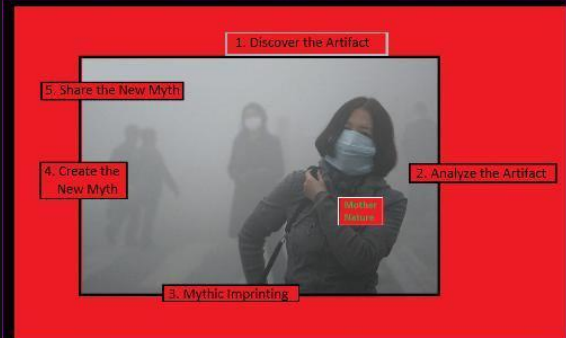 1. Discover the Artifact
5. Share the New Myth
4. Create the
New Myth
2. Analyze the Artifact
Mother
Nature
3. Mythic Imprinting